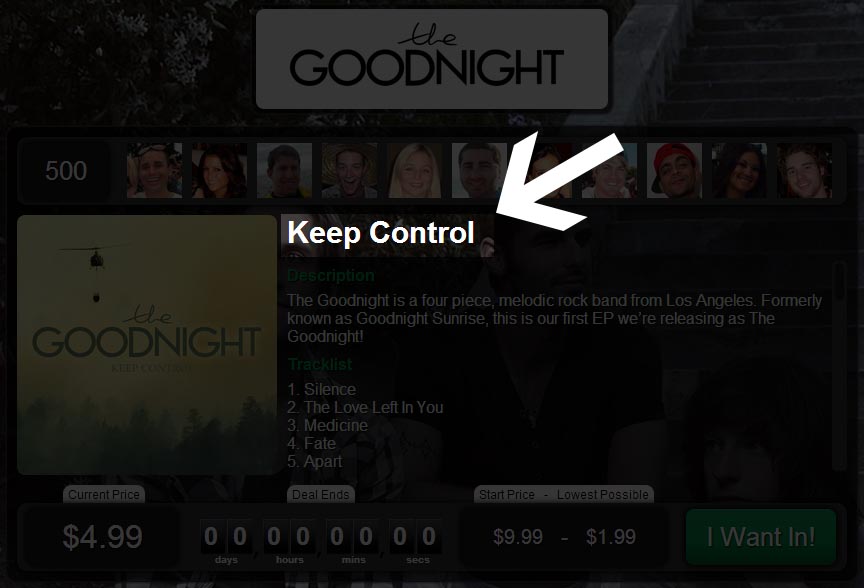 the
GOODNIGHT
500
Keep Control
Description
The Goodnight is a four piece, melodic rock band from Los Angeles. Formerly
known as Goodnight Sunrise, this is our first EP we're releasing as The
Goodnight!
Tracklist
1. Silence
2. The Love Left In You
3. Medicine
4. Fate
5. Apart
the
GOODNIGHT
KEEP CONTROL
Current Price
$4.99
Deal Ends
0 0 , 0 0 , 0 0 , 0 0
days hours mins secs
Start Price - Lowest Possible
$9.99 - $1.99
I Want In!